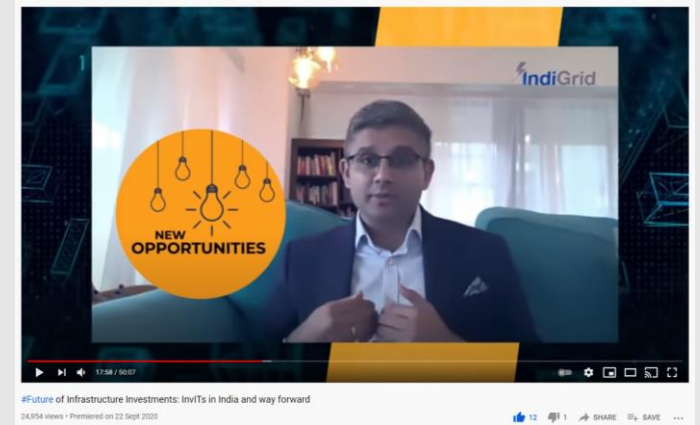 IndiGrid
NEW
OPPORTUNITIES
17:58 / 50:07
#Future of Infrastructure Investments: InvITs in India and way forward
24,954 views • Premiered on 22 Sept 2020
12
1
SHARE
SAVE